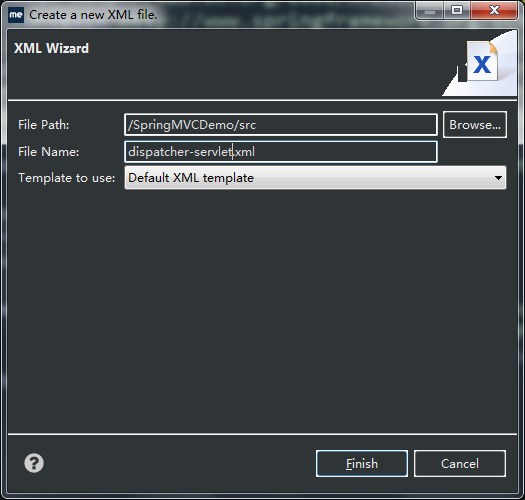 me Create a new XML file.
XML Wizard
X
File Path: /SpringMVCDemo/src Browse...
File Name: dispatcher-servlet.xml
Template to use: Default XML template
? Finish Cancel